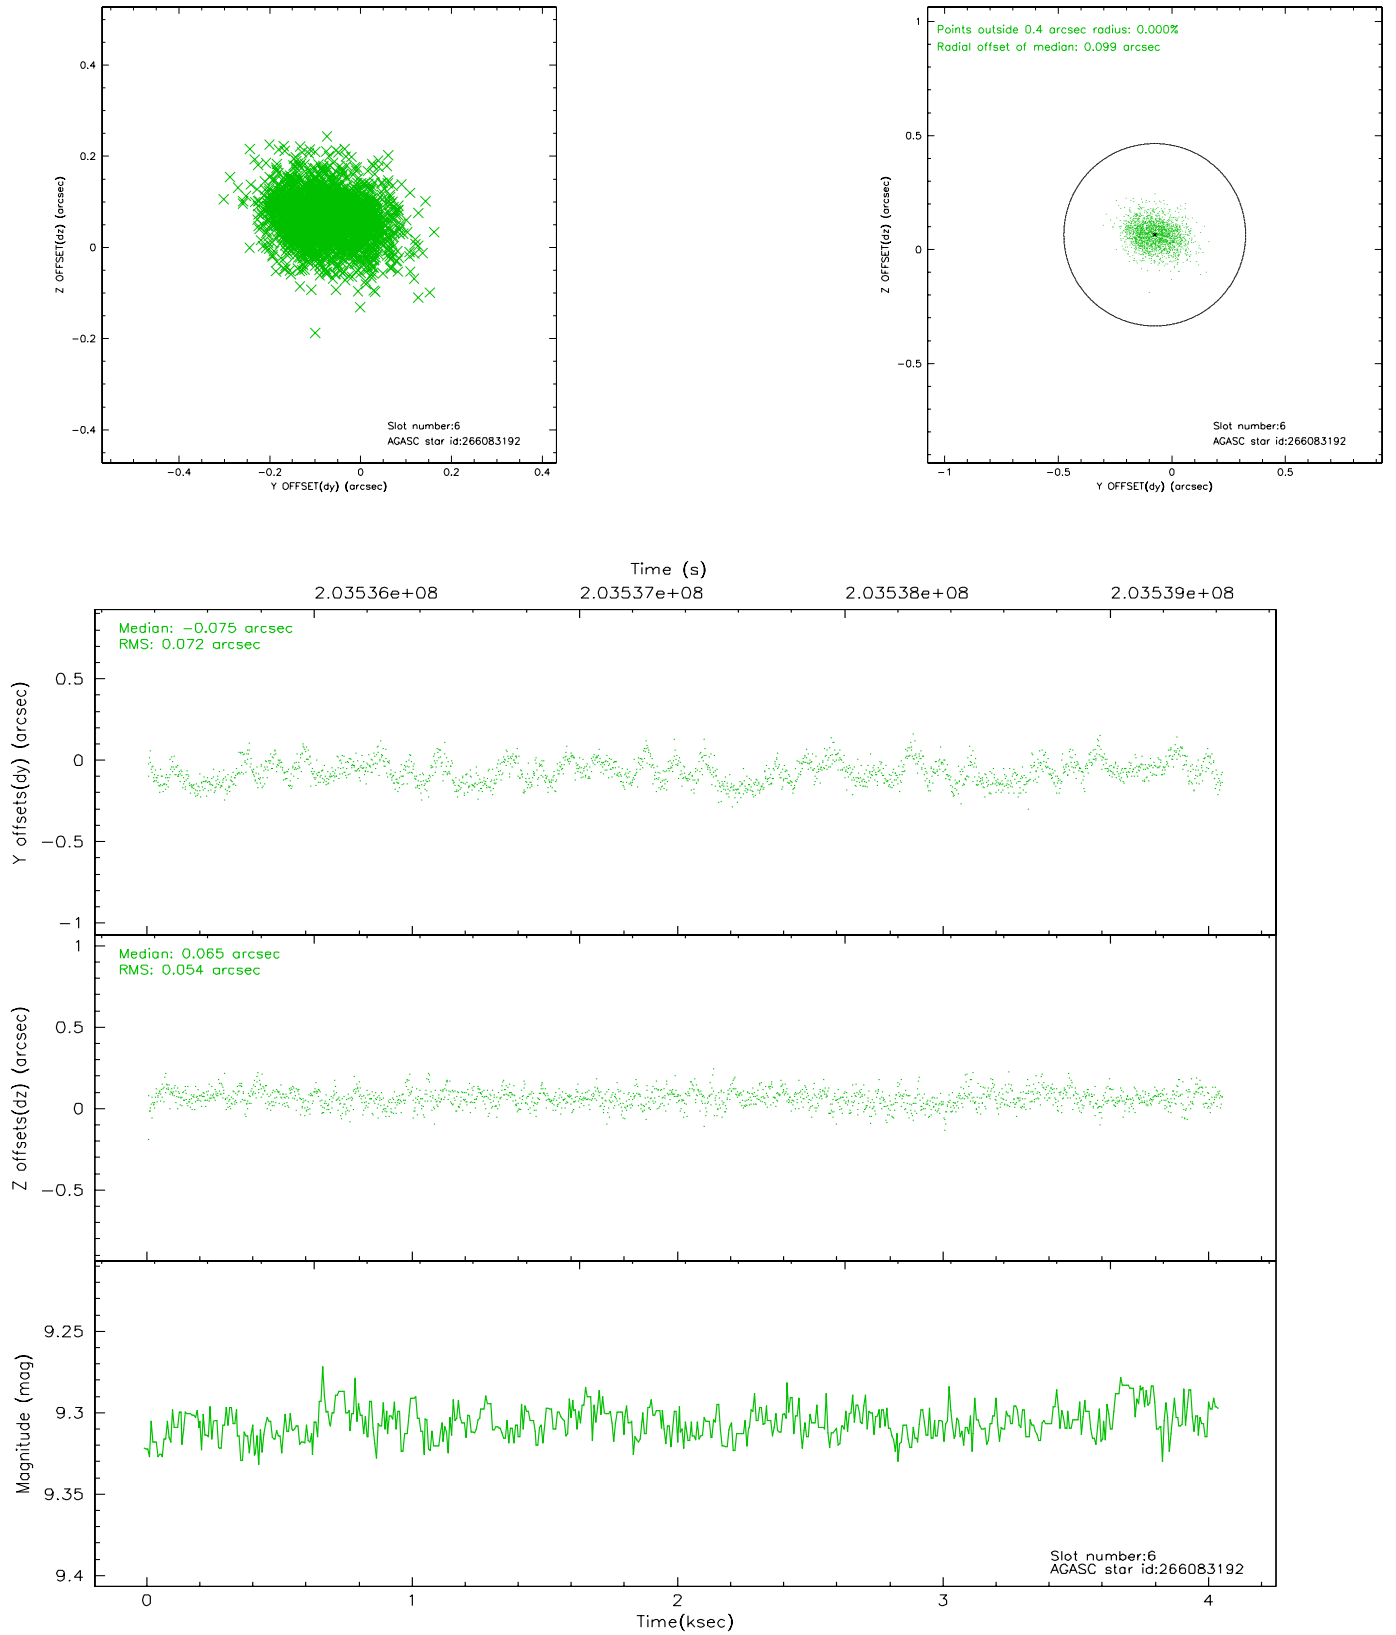 0.4
0.2
0
-0.2
-0.4
-0.4
-0.2
0
0.2
0.4
Z OFFSET(dz) (arcsec)
Y OFFSET(dy) (arcsec)
Slot number:6
AGASC star id:266083192
Points outside 0.4 arcsec radius: 0.000%
Radial offset of median: 0.099 arcsec
1
0.5
0
-0.5
-1
-0.5
0
0.5
Z OFFSET(dz) (arcsec)
Y OFFSET(dy) (arcsec)
Slot number:6
AGASC star id:266083192
Time (s)
2.03536e+08 2.03537e+08 2.03538e+08 2.03539e+08
Median: -0.075 arcsec
RMS: 0.072 arcsec
0.5
0
-0.5
-1
Y offsets(dy) (arcsec)
Median: 0.065 arcsec
RMS: 0.054 arcsec
1
0.5
0
-0.5
Z offsets(dz) (arcsec)
9.25
9.3
9.35
9.4
Magnitude (mag)
Slot number:6
AGASC star id:266083192
0 1 2 3 4
Time(ksec)